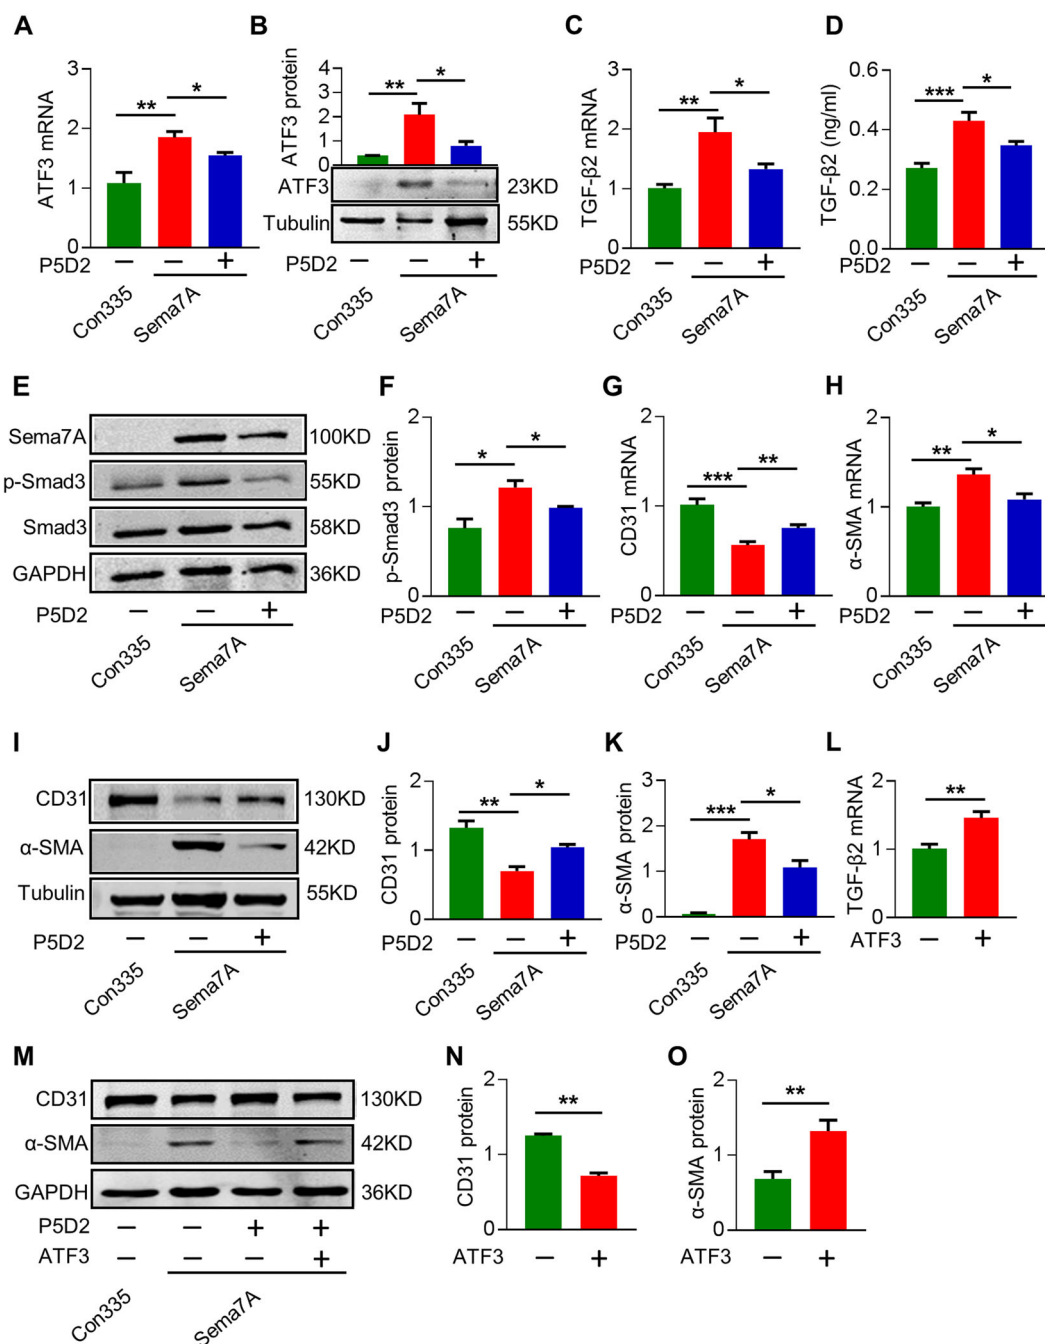 A
ATF3 mRNA
3
2
1
0
**
*
P5D2 – – +
Con335
Sema7A
B
ATF3 protein
4
3
2
1
0
**
*
ATF3 23KD
Tubulin 55KD
P5D2 – – +
Con335
Sema7A
C
TGF-β2 mRNA
3
2
1
0
**
*
P5D2 – – +
Con335
Sema7A
D
TGF-β2 (ng/ml)
0.6
0.4
0.2
0.0
***
*
P5D2 – – +
Con335
Sema7A
E
Sema7A 100KD
p-Smad3 55KD
Smad3 58KD
GAPDH 36KD
P5D2 – – +
Con335
Sema7A
F
p-Smad3 protein
2
1
0
*
*
P5D2 – – +
Con335
Sema7A
G
CD31 mRNA
2
1
0
***
**
P5D2 – – +
Con335
Sema7A
H
α-SMA mRNA
2
1
0
**
*
P5D2 – – +
Con335
Sema7A
I
CD31 130KD
α-SMA 42KD
Tubulin 55KD
P5D2 – – +
Con335
Sema7A
J
CD31 protein
2
1
0
**
*
P5D2 – – +
Con335
Sema7A
K
α-SMA protein
3
2
1
0
***
*
P5D2 – – +
Con335
Sema7A
L
TGF-β2 mRNA
2
1
0
**
ATF3 – +
M
CD31 130KD
α-SMA 42KD
GAPDH 36KD
P5D2 – – + +
ATF3 – – – +
Con335
Sema7A
N
CD31 protein
2
1
0
**
ATF3 – +
O
α-SMA protein
2
1
0
**
ATF3 – +